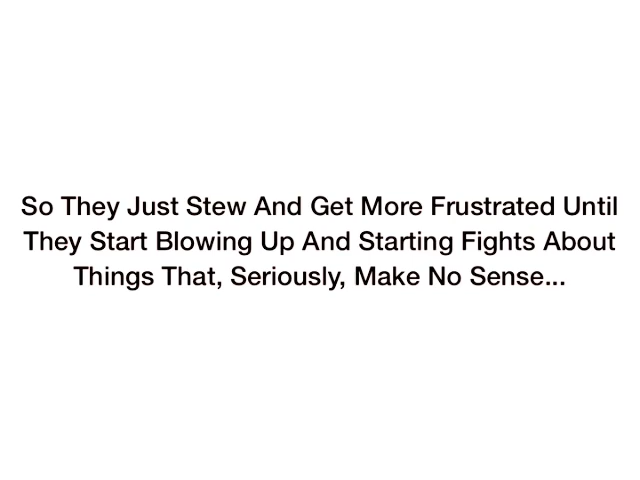 So They Just Stew And Get More Frustrated Until
They Start Blowing Up And Starting Fights About
Things That, Seriously, Make No Sense...